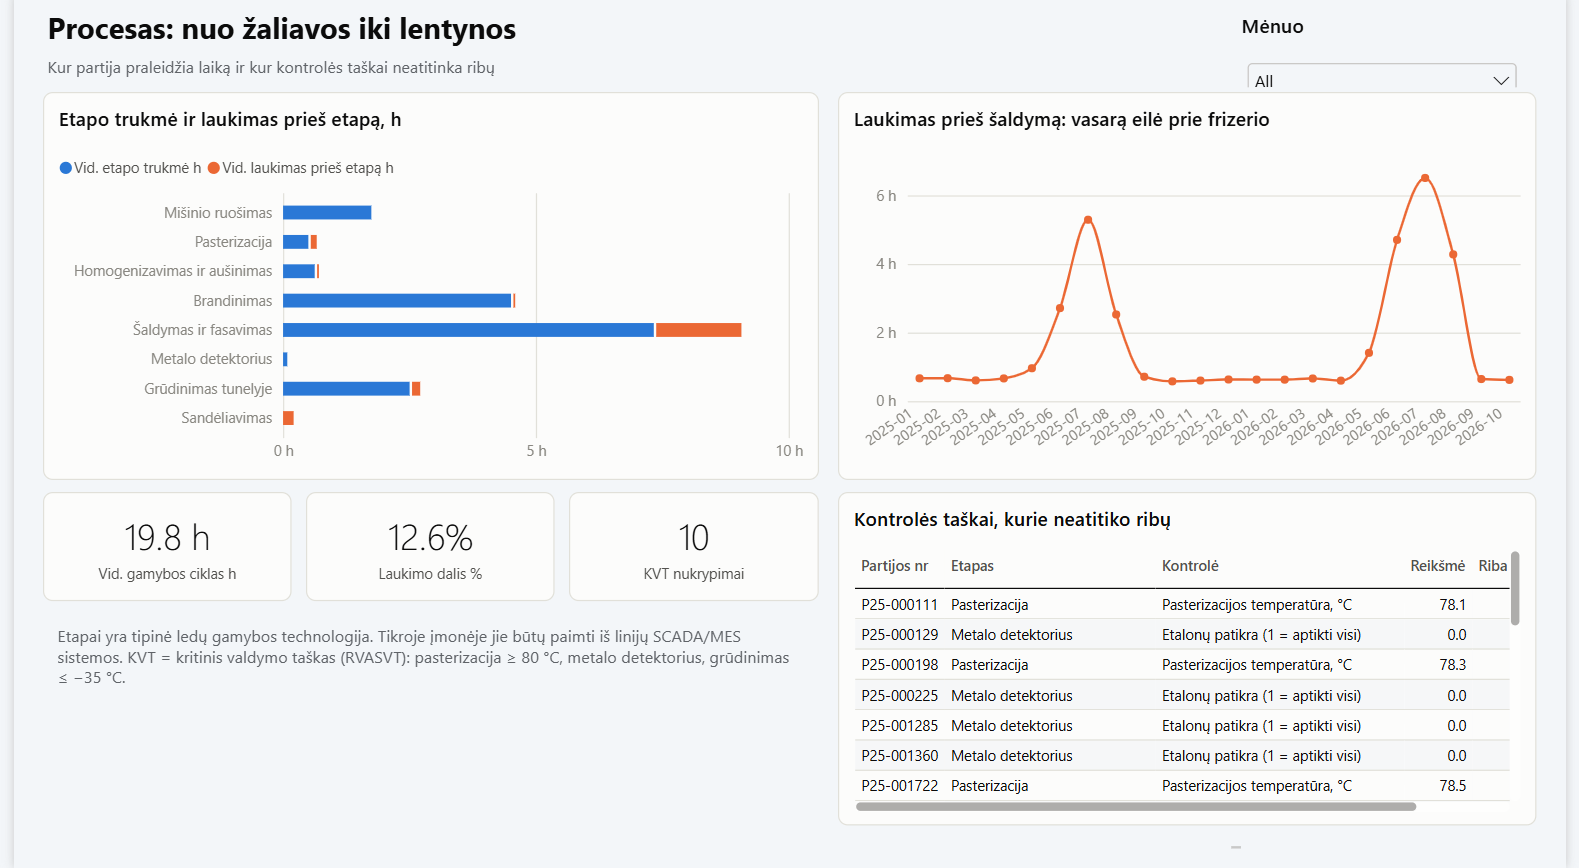 Procesas: nuo žaliavos iki lentynos
Kur partija praleidžia laiką ir kur kontrolės taškai neatitinka ribų
Mėnuo
All
Etapo trukmė ir laukimas prieš etapą, h
Vid. etapo trukmė h Vid. laukimas prieš etapą h
Mišinio ruošimas
Pasterizacija
Homogenizavimas ir aušinimas
Brandinimas
Šaldymas ir fasavimas
Metalo detektorius
Grūdinimas tunelyje
Sandėliavimas
0 h 5 h 10 h
Laukimas prieš šaldymą: vasarą eilė prie frizerio
6 h
4 h
2 h
0 h
2025-01 2025-02 2025-03 2025-04 2025-05 2025-06 2025-07 2025-08 2025-09 2025-10 2025-11 2025-12 2026-01 2026-02 2026-03 2026-04 2026-05 2026-06 2026-07 2026-08 2026-09 2026-10
19.8 h
Vid. gamybos ciklas h
12.6%
Laukimo dalis %
10
KVT nukrypimai
Etapai yra tipinė ledų gamybos technologija. Tikroje įmonėje jie būtų paimti iš linijų SCADA/MES
sistemos. KVT = kritinis valdymo taškas (RVASVT): pasterizacija ≥ 80 °C, metalo detektorius, grūdinimas
≤ −35 °C.
Kontrolės taškai, kurie neatitiko ribų
Partijos nr Etapas Kontrolė Reikšmė Riba
P25-000111 Pasterizacija Pasterizacijos temperatūra, °C 78.1
P25-000129 Metalo detektorius Etalonų patikra (1 = aptikti visi) 0.0
P25-000198 Pasterizacija Pasterizacijos temperatūra, °C 78.3
P25-000225 Metalo detektorius Etalonų patikra (1 = aptikti visi) 0.0
P25-001285 Metalo detektorius Etalonų patikra (1 = aptikti visi) 0.0
P25-001360 Metalo detektorius Etalonų patikra (1 = aptikti visi) 0.0
P25-001722 Pasterizacija Pasterizacijos temperatūra, °C 78.5